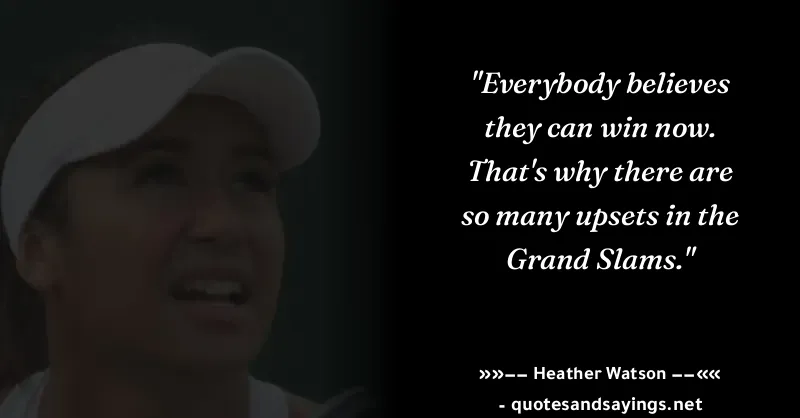 "Everybody believes
they can win now.
That's why there are
so many upsets in the
Grand Slams."
»»—— Heather Watson ——««
- quotesandsayings.net